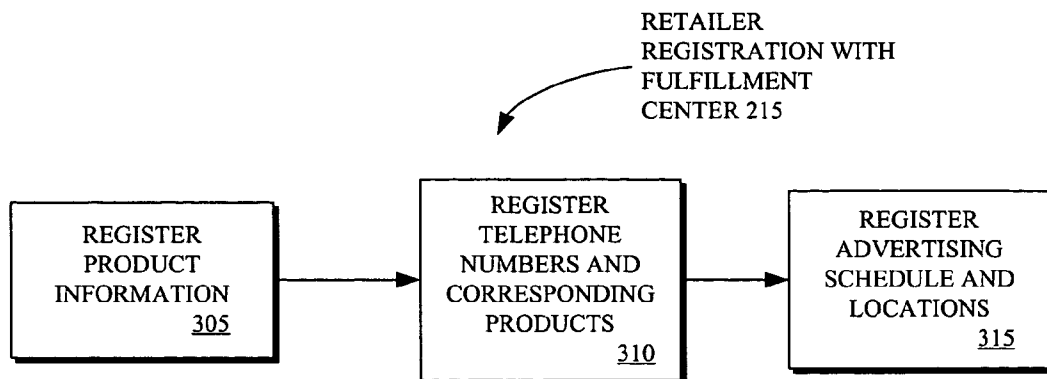 RETAILER
REGISTRATION WITH
FULFILLMENT
CENTER 215
REGISTER
PRODUCT
INFORMATION
305
REGISTER
TELEPHONE
NUMBERS AND
CORRESPONDING
PRODUCTS
310
REGISTER
ADVERTISING
SCHEDULE AND
LOCATIONS
315